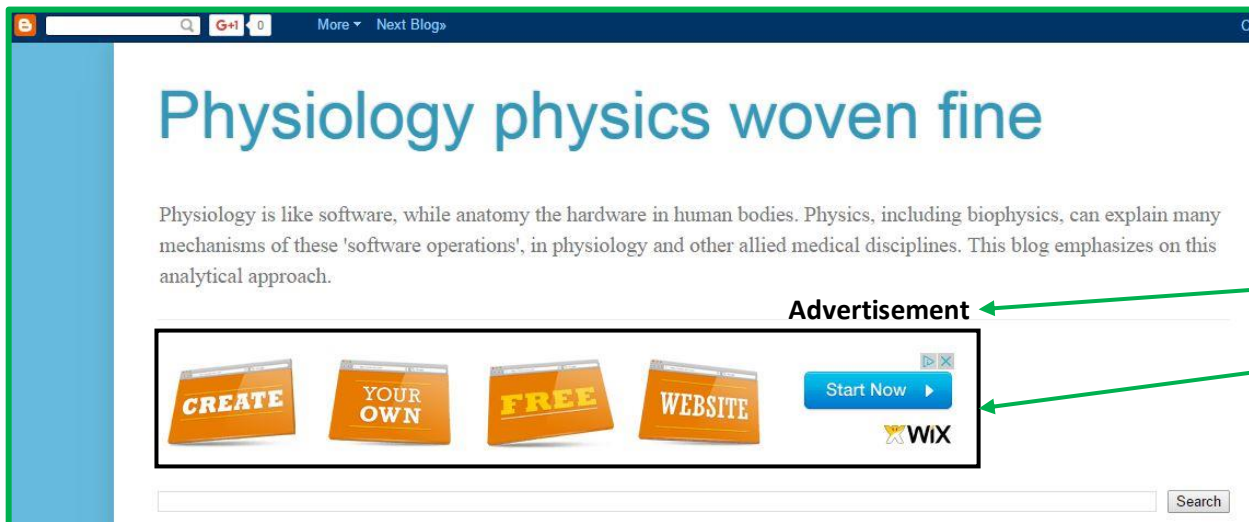 G+1 0 More Next Blog»
Physiology physics woven fine
Physiology is like software, while anatomy the hardware in human bodies. Physics, including biophysics, can explain many
mechanisms of these 'software operations', in physiology and other allied medical disciplines. This blog emphasizes on this
analytical approach.
Advertisement
CREATE
YOUR
OWN
FREE
WEBSITE
Start Now
WiX
Search